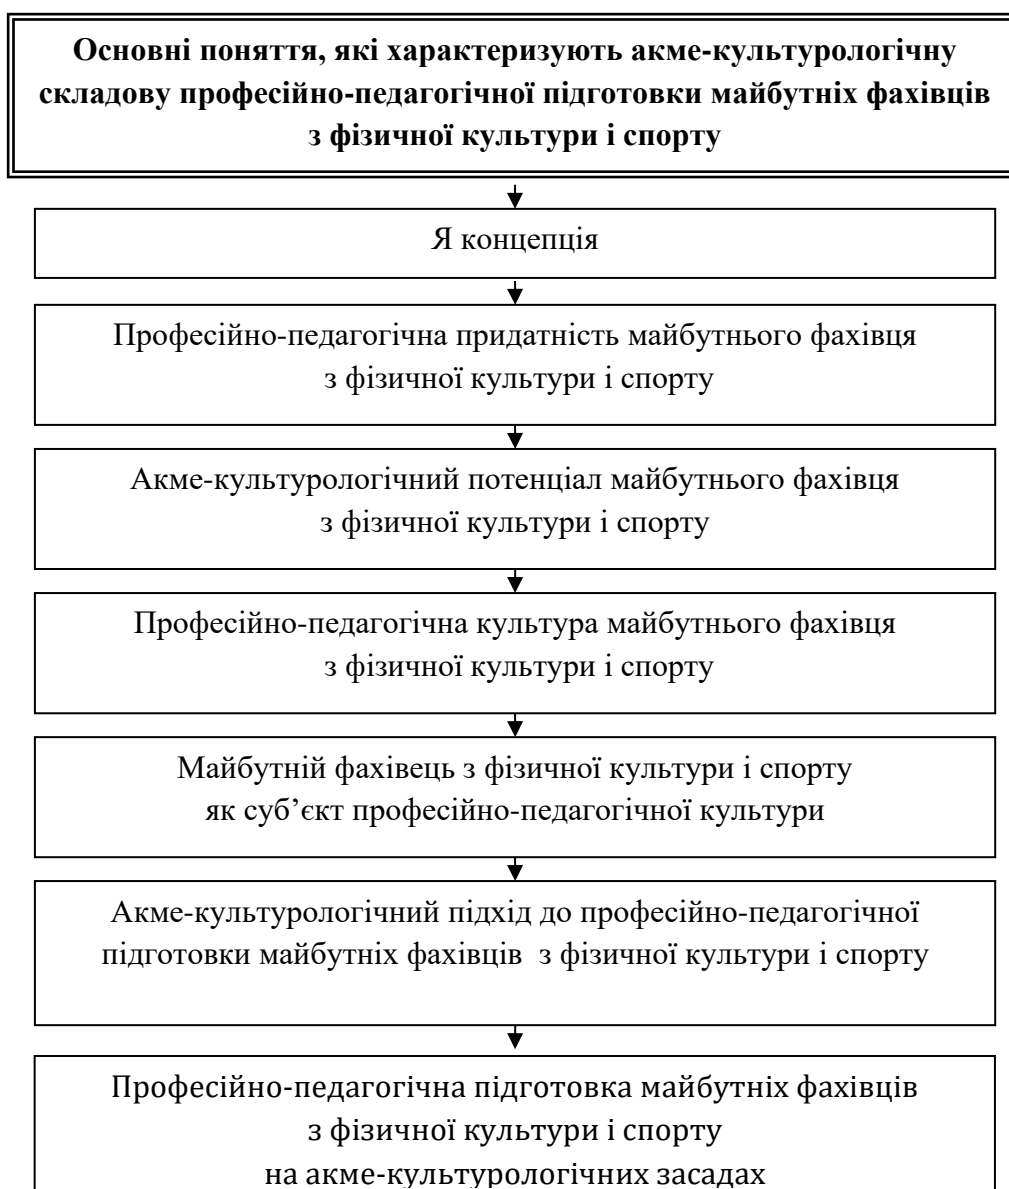 Основні поняття, які характеризують акме-культурологічну
складову професійно-педагогічної підготовки майбутніх фахівців
з фізичної культури і спорту
Я концепція
Професійно-педагогічна придатність майбутнього фахівця
з фізичної культури і спорту
Акме-культурологічний потенціал майбутнього фахівця
з фізичної культури і спорту
Професійно-педагогічна культура майбутнього фахівця
з фізичної культури і спорту
Майбутній фахівець з фізичної культури і спорту
як суб’єкт професійно-педагогічної культури
Акме-культурологічний підхід до професійно-педагогічної
підготовки майбутніх фахівців з фізичної культури і спорту
Професійно-педагогічна підготовка майбутніх фахівців
з фізичної культури і спорту
на акме-культурологічних засадах